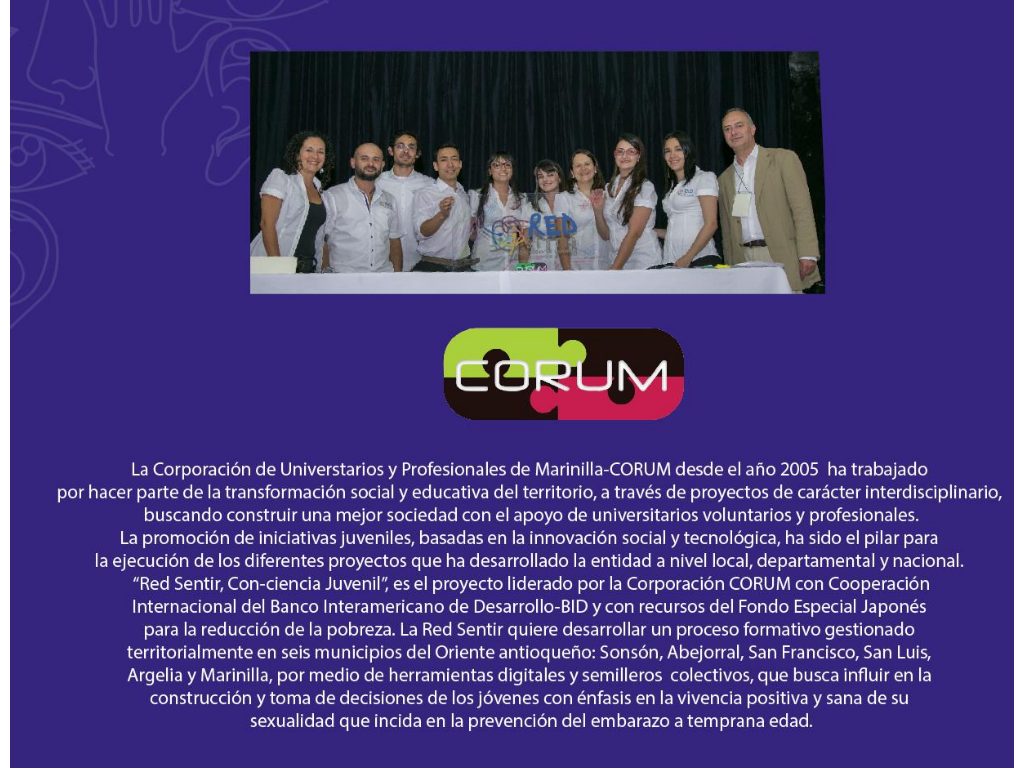 RED
CORUM
La Corporación de Universtarios y Profesionales de Marinilla-CORUM desde el año 2005 ha trabajado
por hacer parte de la transformación social y educativa del territorio, a través de proyectos de carácter interdisciplinario,
buscando construir una mejor sociedad con el apoyo de universitarios voluntarios y profesionales.
La promoción de iniciativas juveniles, basadas en la innovación social y tecnológica, ha sido el pilar para
la ejecución de los diferentes proyectos que ha desarrollado la entidad a nivel local, departamental y nacional.
“Red Sentir, Con-ciencia Juvenil”, es el proyecto liderado por la Corporación CORUM con Cooperación
Internacional del Banco Interamericano de Desarrollo-BID y con recursos del Fondo Especial Japonés
para la reducción de la pobreza. La Red Sentir quiere desarrollar un proceso formativo gestionado
territorialmente en seis municipios del Oriente antioqueño: Sonsón, Abejorral, San Francisco, San Luis,
Argelia y Marinilla, por medio de herramientas digitales y semilleros colectivos, que busca influir en la
construcción y toma de decisiones de los jóvenes con énfasis en la vivencia positiva y sana de su
sexualidad que incida en la prevención del embarazo a temprana edad.